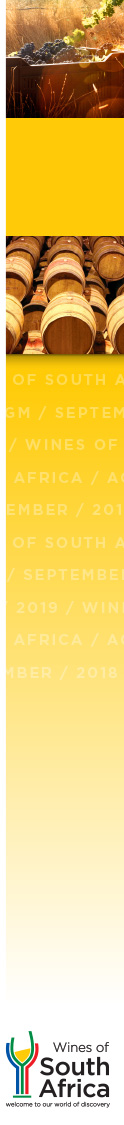 OF SOUTH A
GM / SEPTEM
/ WINES OF
AFRICA / A
EMBER / 201
OF SOUTH A
/ SEPTEMBE
2019 / WIN
AFRICA / A
MBER / 2018
Wines of
South
Africa
welcome to our world of discovery